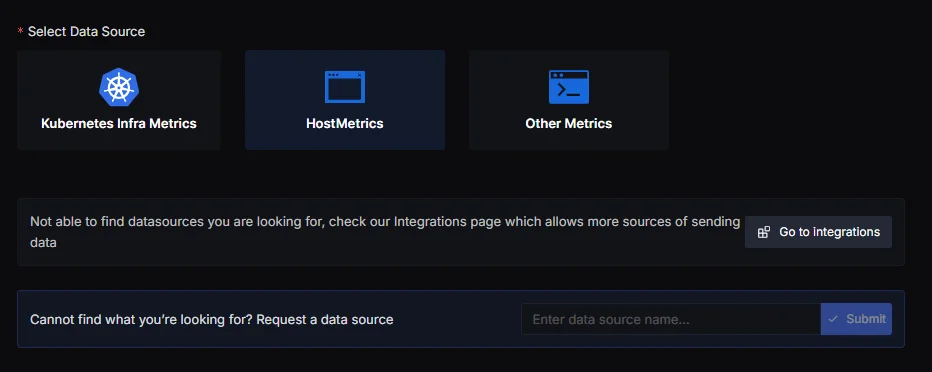 * Select Data Source
Kubernetes Infra Metrics
HostMetrics
Other Metrics
Not able to find datasources you are looking for, check our Integrations page which allows more sources of sending
data
Go to integrations
Cannot find what you’re looking for? Request a data source
Enter data source name...
Submit